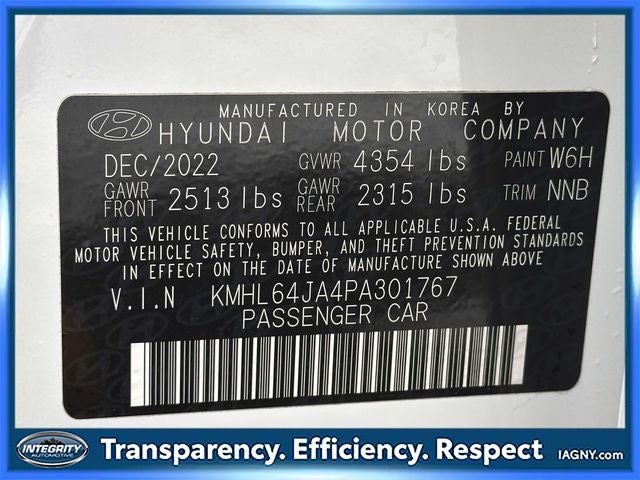 MANUFACTURED IN KOREA BY
HYUNDAI MOTOR COMPANY
DEC/2022 GVWR 4354 lbs PAINT W6H
GAWR FRONT 2513 lbs GAWR REAR 2315 lbs TRIM NNB
THIS VEHICLE CONFORMS TO ALL APPLICABLE U.S.A. FEDERAL
MOTOR VEHICLE SAFETY, BUMPER, AND THEFT PREVENTION STANDARDS
IN EFFECT ON THE DATE OF MANUFACTURE SHOWN ABOVE
V.I.N KMHL64JA4PA301767
PASSENGER CAR
INTEGRITY
AUTOMOTIVE
Transparency. Efficiency. Respect
IAGNY.com